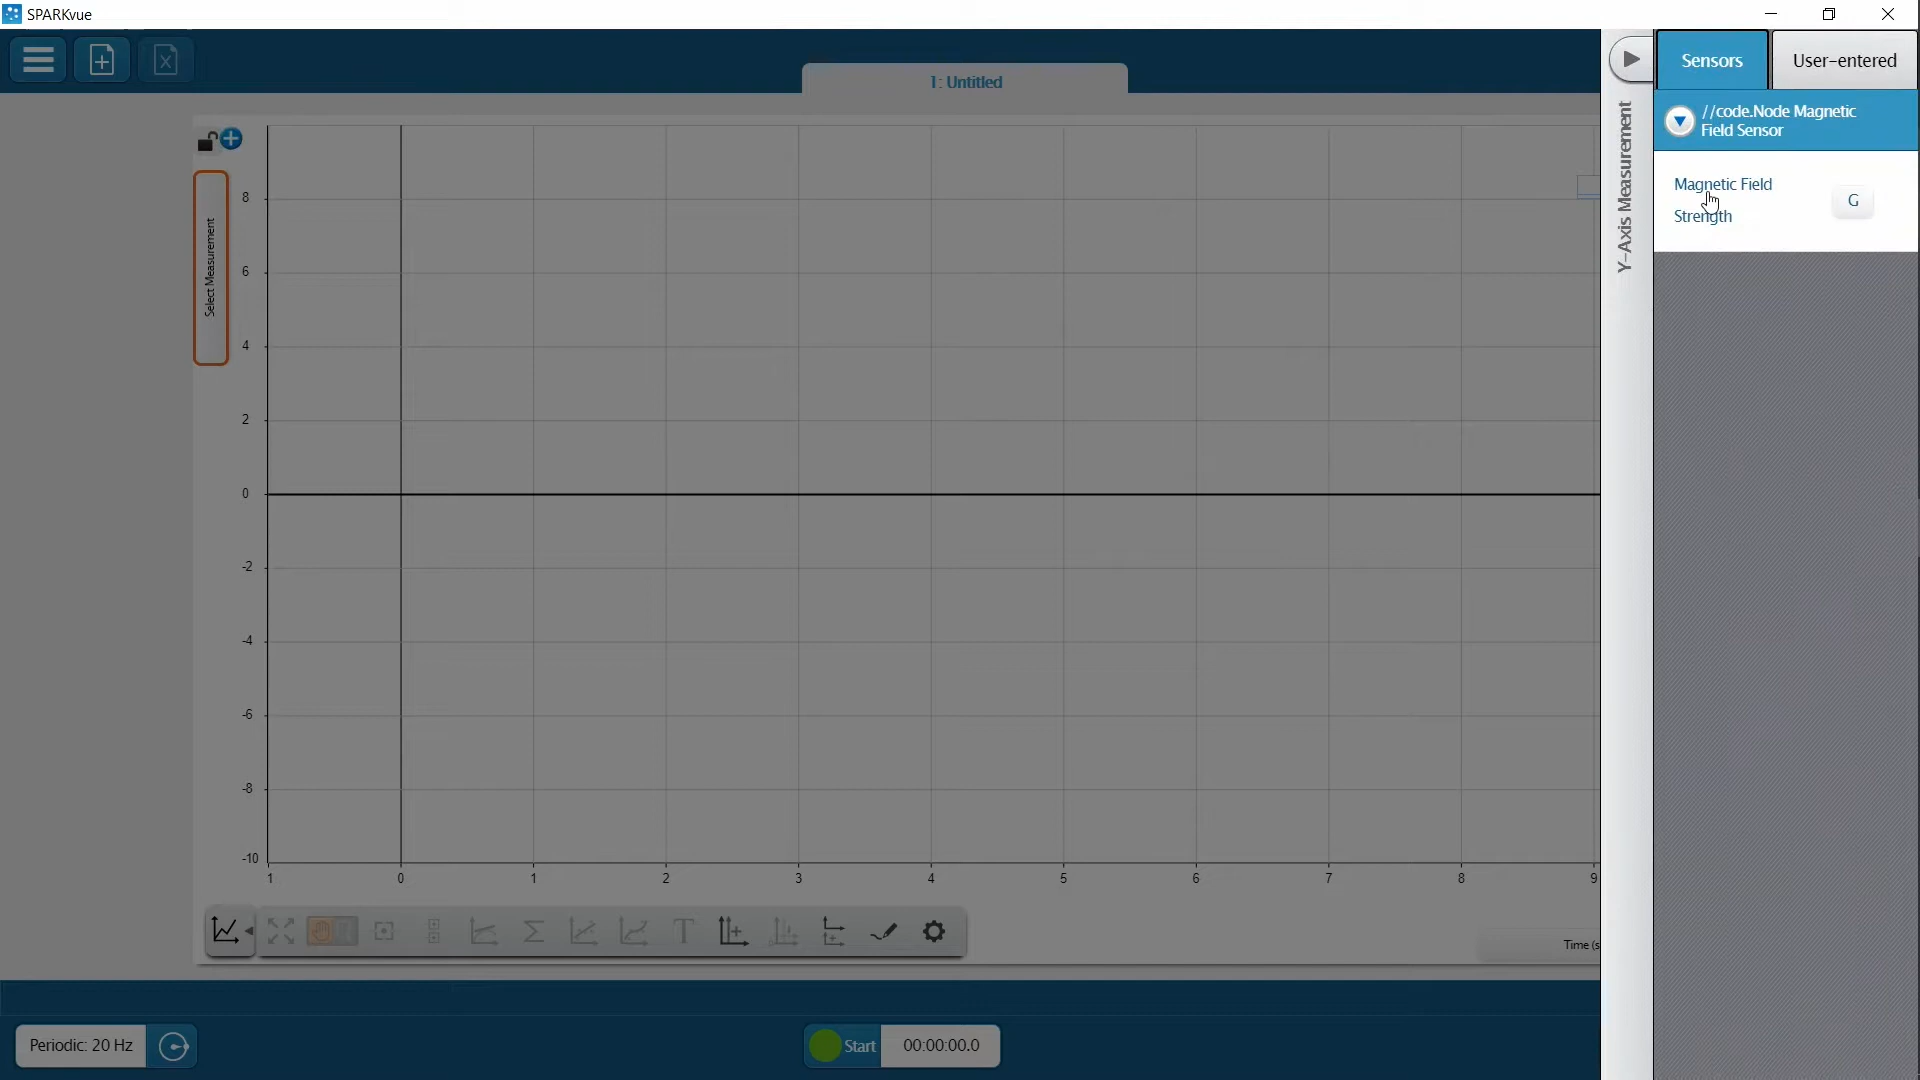 SPARKvue
1: Untitled
Sensors
User-entered
//code.Node Magnetic
Field Sensor
Magnetic Field
Strength
G
Y-Axis Measurement
Select Measurement
8
6
4
2
0
-2
-4
-6
-8
-10
1 0 1 2 3 4 5 6 7 8 9
Time (s
Periodic: 20 Hz
Start
00:00:00.0